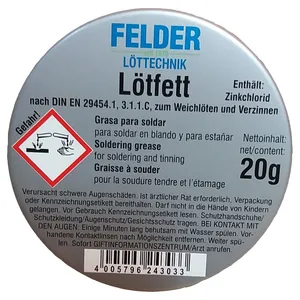 FELDER
LÖTTECHNIK
Lötfett
Enthält:
Zinkchlorid
nach DIN EN 29454.1, 3.1.1.C, zum Weichlöten und Verzinnen
Gefahr!
Grasa para soldar
para soldar en blando y para estañar
Soldering grease
for soldering and tinning
Graisse à souder
pour la soudure tendre et l'étamage
Nettoinhalt:
net/content:
20g
Verursacht schwere Augenschäden. Ist ärztlicher Rat erforderlich, Verpackung
oder Kennzeichnungsetikett bereithalten. Darf nicht in die Hände von Kindern
gelangen. Vor Gebrauch Kennzeichnungsetikett lesen. Schutzhandschuhe/
Schutzkleidung/Augenschutz/Gesichtsschutz tragen. BEI KONTAKT MIT
DEN AUGEN: Einige Minuten lang behutsam mit Wasser spülen. Vor-
handene Kontaktlinsen nach Möglichkeit entfernen. Weiter spü-
len. Sofort GIFTINFORMATIONSZENTRUM/Arzt anrufen.
4 005796 243033